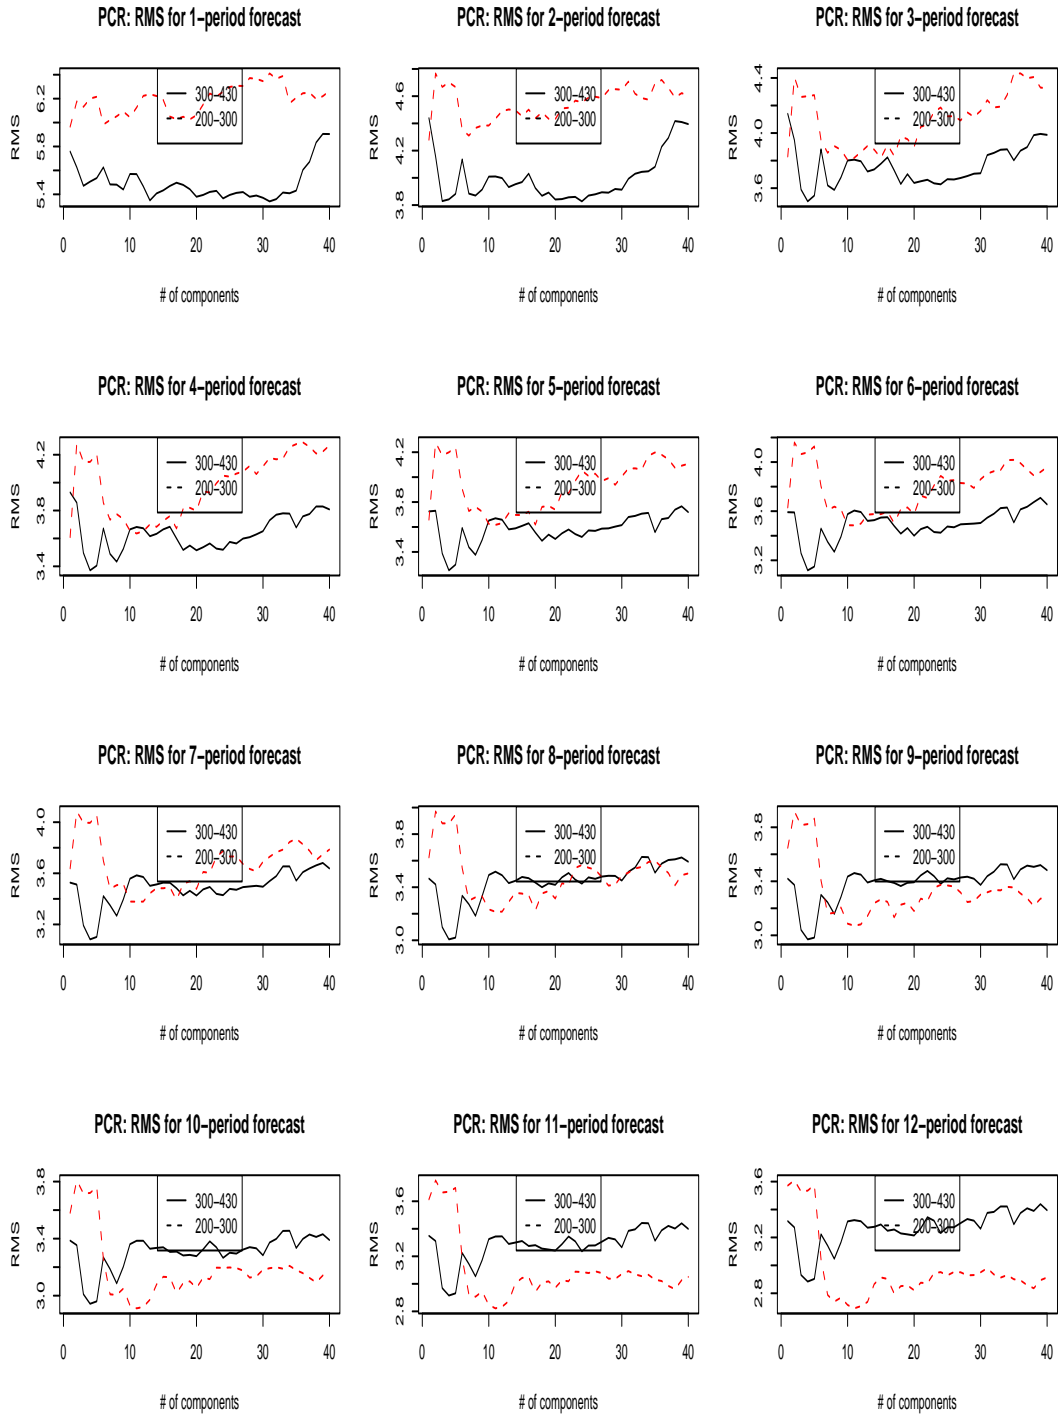 PCR: RMS for 1−period forecast
RMS
5.4 5.8 6.2
300−430
200−300
0 10 20 30 40
# of components
PCR: RMS for 2−period forecast
RMS
3.8 4.2 4.6
300−430
200−300
0 10 20 30 40
# of components
PCR: RMS for 3−period forecast
RMS
3.6 4.0 4.4
300−430
200−300
0 10 20 30 40
# of components
PCR: RMS for 4−period forecast
RMS
3.4 3.8 4.2
300−430
200−300
0 10 20 30 40
# of components
PCR: RMS for 5−period forecast
RMS
3.4 3.8 4.2
300−430
200−300
0 10 20 30 40
# of components
PCR: RMS for 6−period forecast
RMS
3.2 3.6 4.0
300−430
200−300
0 10 20 30 40
# of components
PCR: RMS for 7−period forecast
RMS
3.2 3.6 4.0
300−430
200−300
0 10 20 30 40
# of components
PCR: RMS for 8−period forecast
RMS
3.0 3.4 3.8
300−430
200−300
0 10 20 30 40
# of components
PCR: RMS for 9−period forecast
RMS
3.0 3.4 3.8
300−430
200−300
0 10 20 30 40
# of components
PCR: RMS for 10−period forecast
RMS
3.0 3.4 3.8
300−430
200−300
0 10 20 30 40
# of components
PCR: RMS for 11−period forecast
RMS
2.8 3.2 3.6
300−430
200−300
0 10 20 30 40
# of components
PCR: RMS for 12−period forecast
RMS
2.8 3.2 3.6
300−430
200−300
0 10 20 30 40
# of components